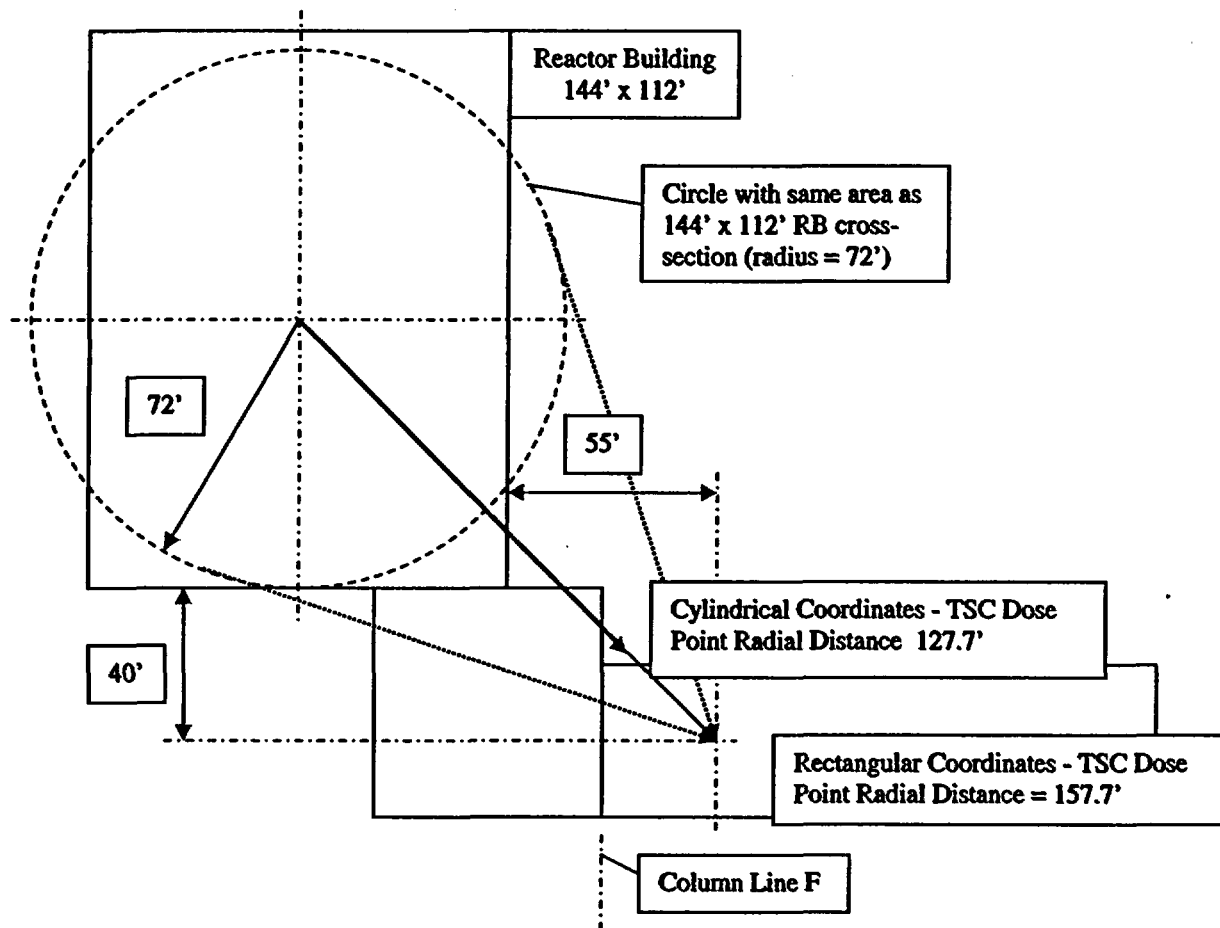 Reactor Building
144' x 112'
Circle with same area as
144' x 112' RB cross-
section (radius = 72')
72'
55'
40'
Cylindrical Coordinates - TSC Dose
Point Radial Distance 127.7'
Rectangular Coordinates - TSC Dose
Point Radial Distance = 157.7'
Column Line F